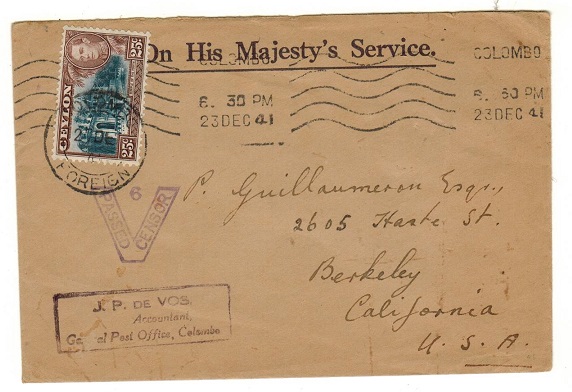 On His Majesty's Service.
COLOMBO
COLOMBO
6. 30 PM
23 DEC 41
6. 30 PM
23 DEC 41
25c
CEYLON
25c
FOREIGN
6
PASSED
CENSOR
P. Guillaumeron Esqr.,
2605 Haste St.
Berkeley
California
U. S. A.
J. P. DE VOS,
Accountant,
General Post Office, Colombo